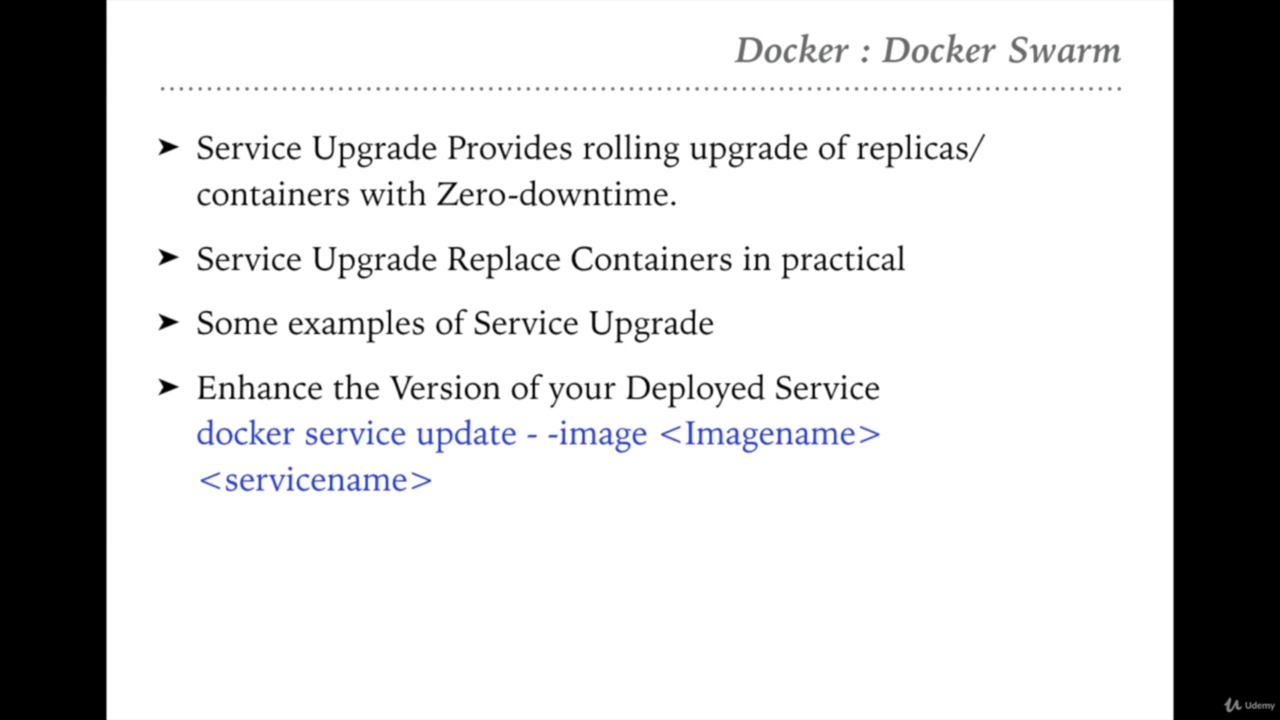 Docker : Docker Swarm
➤ Service Upgrade Provides rolling upgrade of replicas/
containers with Zero-downtime.
➤ Service Upgrade Replace Containers in practical
➤ Some examples of Service Upgrade
➤ Enhance the Version of your Deployed Service
docker service update - -image <Imagename>
<servicename>
Udemy